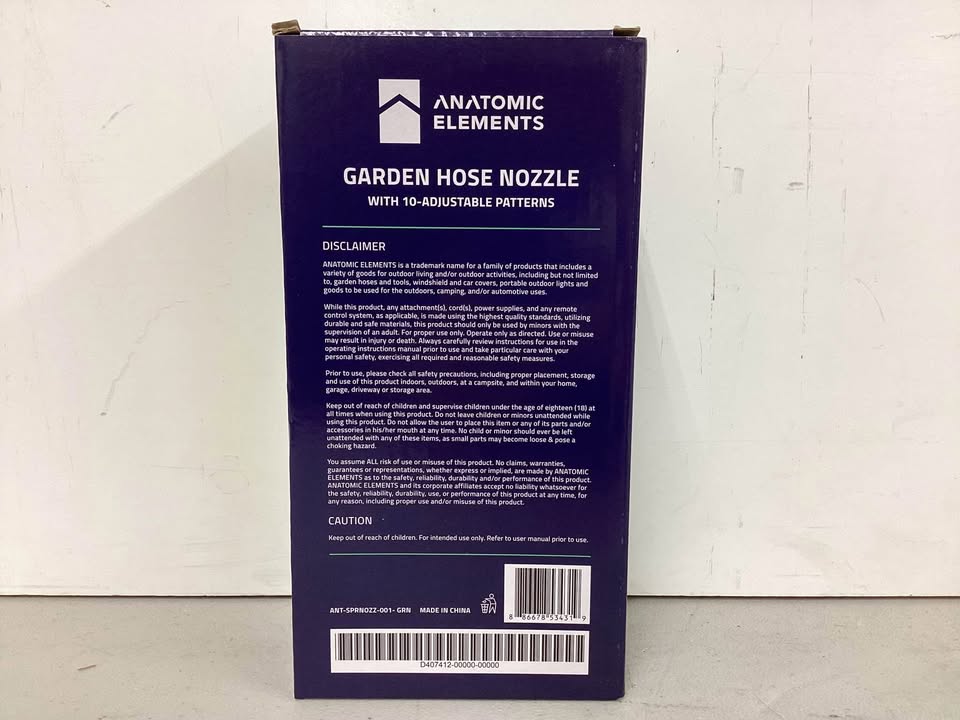 ANATOMIC
ELEMENTS
GARDEN HOSE NOZZLE
WITH 10-ADJUSTABLE PATTERNS
DISCLAIMER
ANATOMIC ELEMENTS is a trademark name for a family of products that includes a
variety of goods for outdoor living and/or outdoor activities, including but not limited
to, garden hoses and tools, windshield and car covers, portable outdoor lights and
goods to be used for the outdoors, camping, and/or automotive uses.
While this product, any attachment(s), cord(s), power supplies, and any remote
control system, as applicable, is made using the highest quality standards, utilizing
durable and safe materials, this product should only be used by minors with the
supervision of an adult. For proper use only. Operate only as directed. Use or misuse
may result in injury or death. Always carefully review instructions for use in the
operating instructions manual prior to use and take particular care with your
personal safety, exercising all required and reasonable safety measures.
Prior to use, please check all safety precautions, including proper placement, storage
and use of this product indoors, outdoors, at a campsite, and within your home,
garage, driveway or storage area.
Keep out of reach of children and supervise children under the age of eighteen (18) at
all times when using this product. Do not leave children or minors unattended while
using this product. Do not allow the user to place this item or any of its parts and/or
accessories in his/her mouth at any time. No child or minor should ever be left
unattended with any of these items, as small parts may become loose & pose a
choking hazard.
You assume ALL risk of use or misuse of this product. No claims, warranties,
guarantees or representations, whether express or implied, are made by ANATOMIC
ELEMENTS as to the safety, reliability, durability and/or performance of this product.
ANATOMIC ELEMENTS and its corporate affiliates accept no liability whatsoever for
the safety, reliability, durability, use, or performance of this product at any time, for
any reason, including proper use and/or misuse of this product.
CAUTION
Keep out of reach of children. For intended use only. Refer to user manual prior to use.
ANT-SPRNOZZ-001- GRN MADE IN CHINA
8 86678 53431 9
D407412-00000-00000